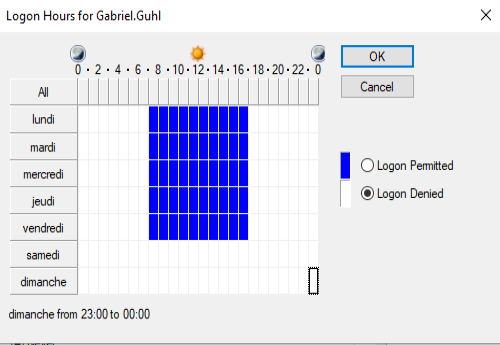 Logon Hours for Gabriel.Guhl
OK
0 · 2 · 4 · 6 · 8 · 10 · 12 · 14 · 16 · 18 · 20 · 22 · 0
Cancel
All
lundi
mardi
mercredi
Logon Permitted
jeudi
Logon Denied
vendredi
samedi
dimanche
dimanche from 23:00 to 00:00